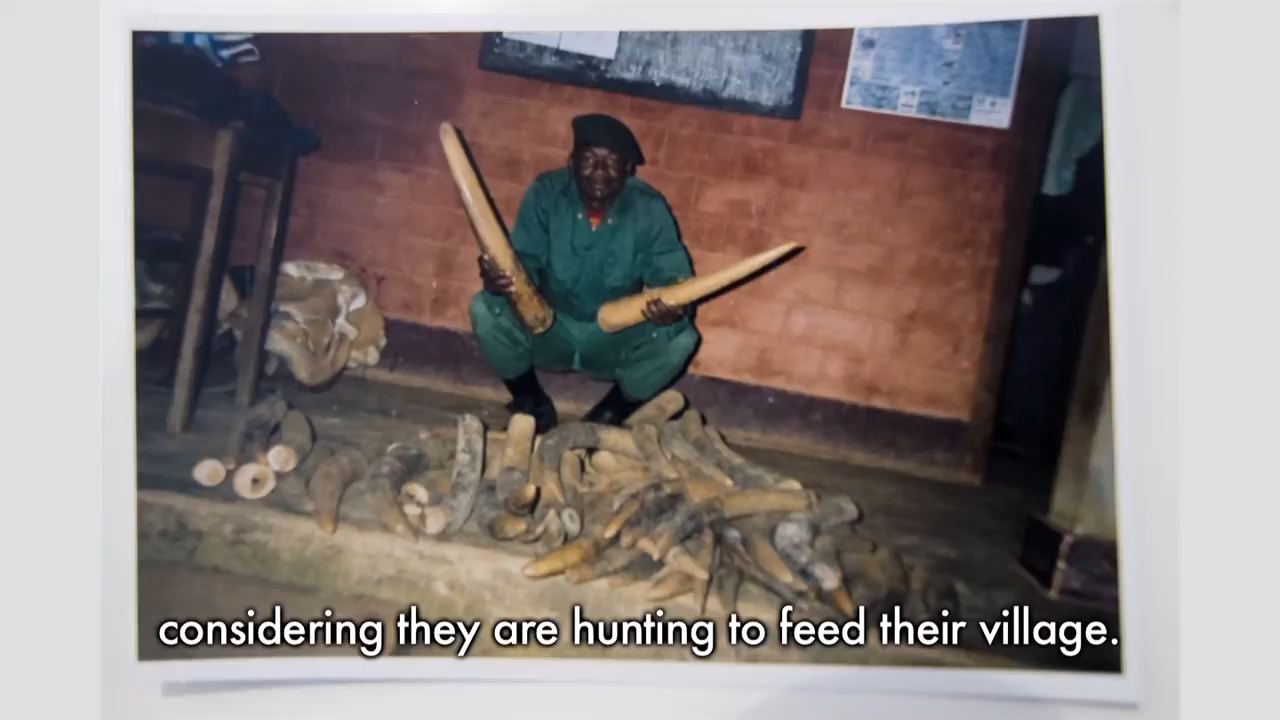 considering they are hunting to feed their village.